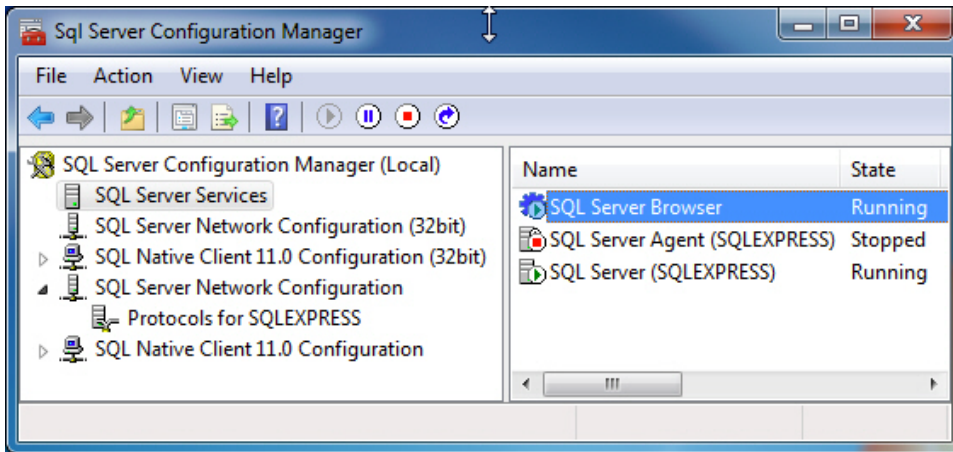 Sql Server Configuration Manager
File Action View Help
SQL Server Configuration Manager (Local)
SQL Server Services
SQL Server Network Configuration (32bit)
SQL Native Client 11.0 Configuration (32bit)
SQL Server Network Configuration
Protocols for SQLEXPRESS
SQL Native Client 11.0 Configuration
Name State
SQL Server Browser Running
SQL Server Agent (SQLEXPRESS) Stopped
SQL Server (SQLEXPRESS) Running